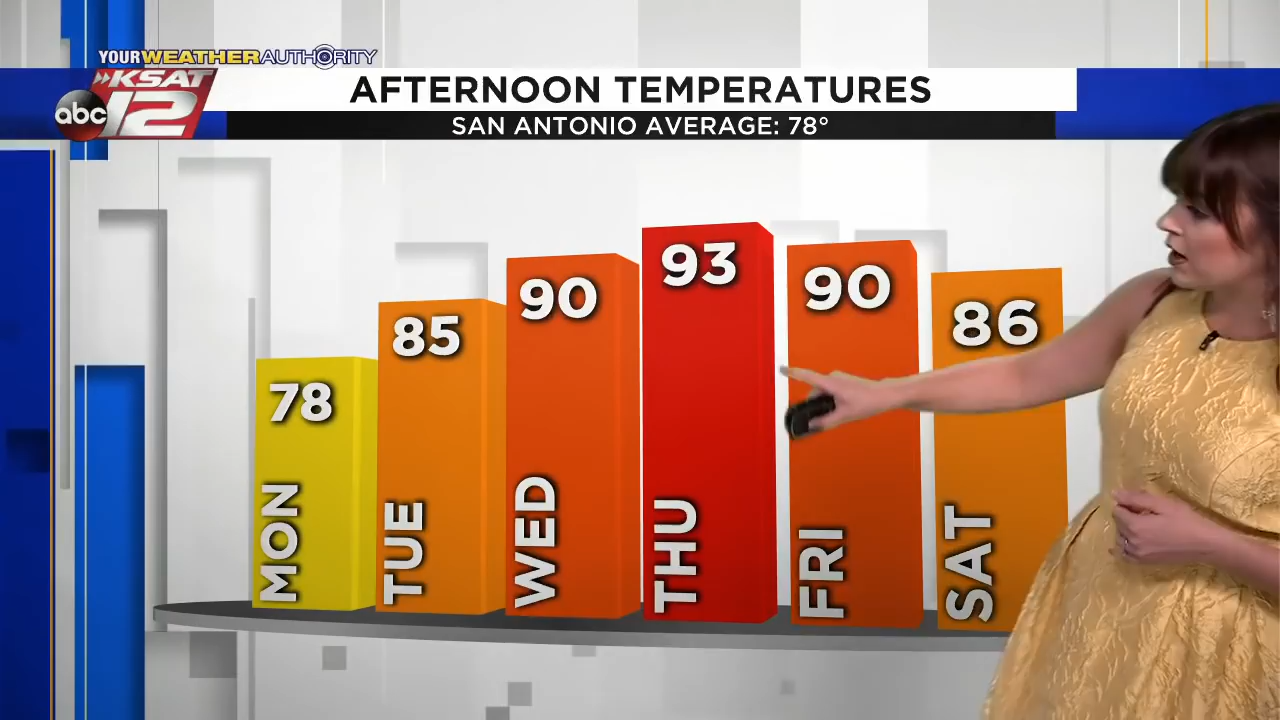 YOUR WEATHER AUTHORITY
KSAT
abc 12
AFTERNOON TEMPERATURES
SAN ANTONIO AVERAGE: 78°
78
85
90
93
90
86
MON
TUE
WED
THU
FRI
SAT